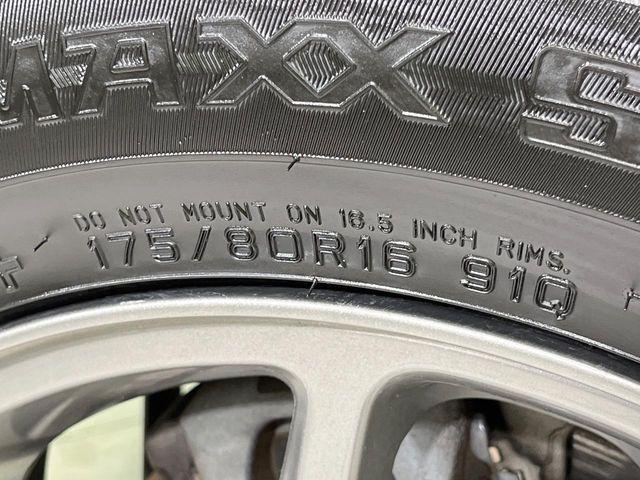 MAXX S
DO NOT MOUNT ON 16.5 INCH RIMS.
175/80R16 91Q